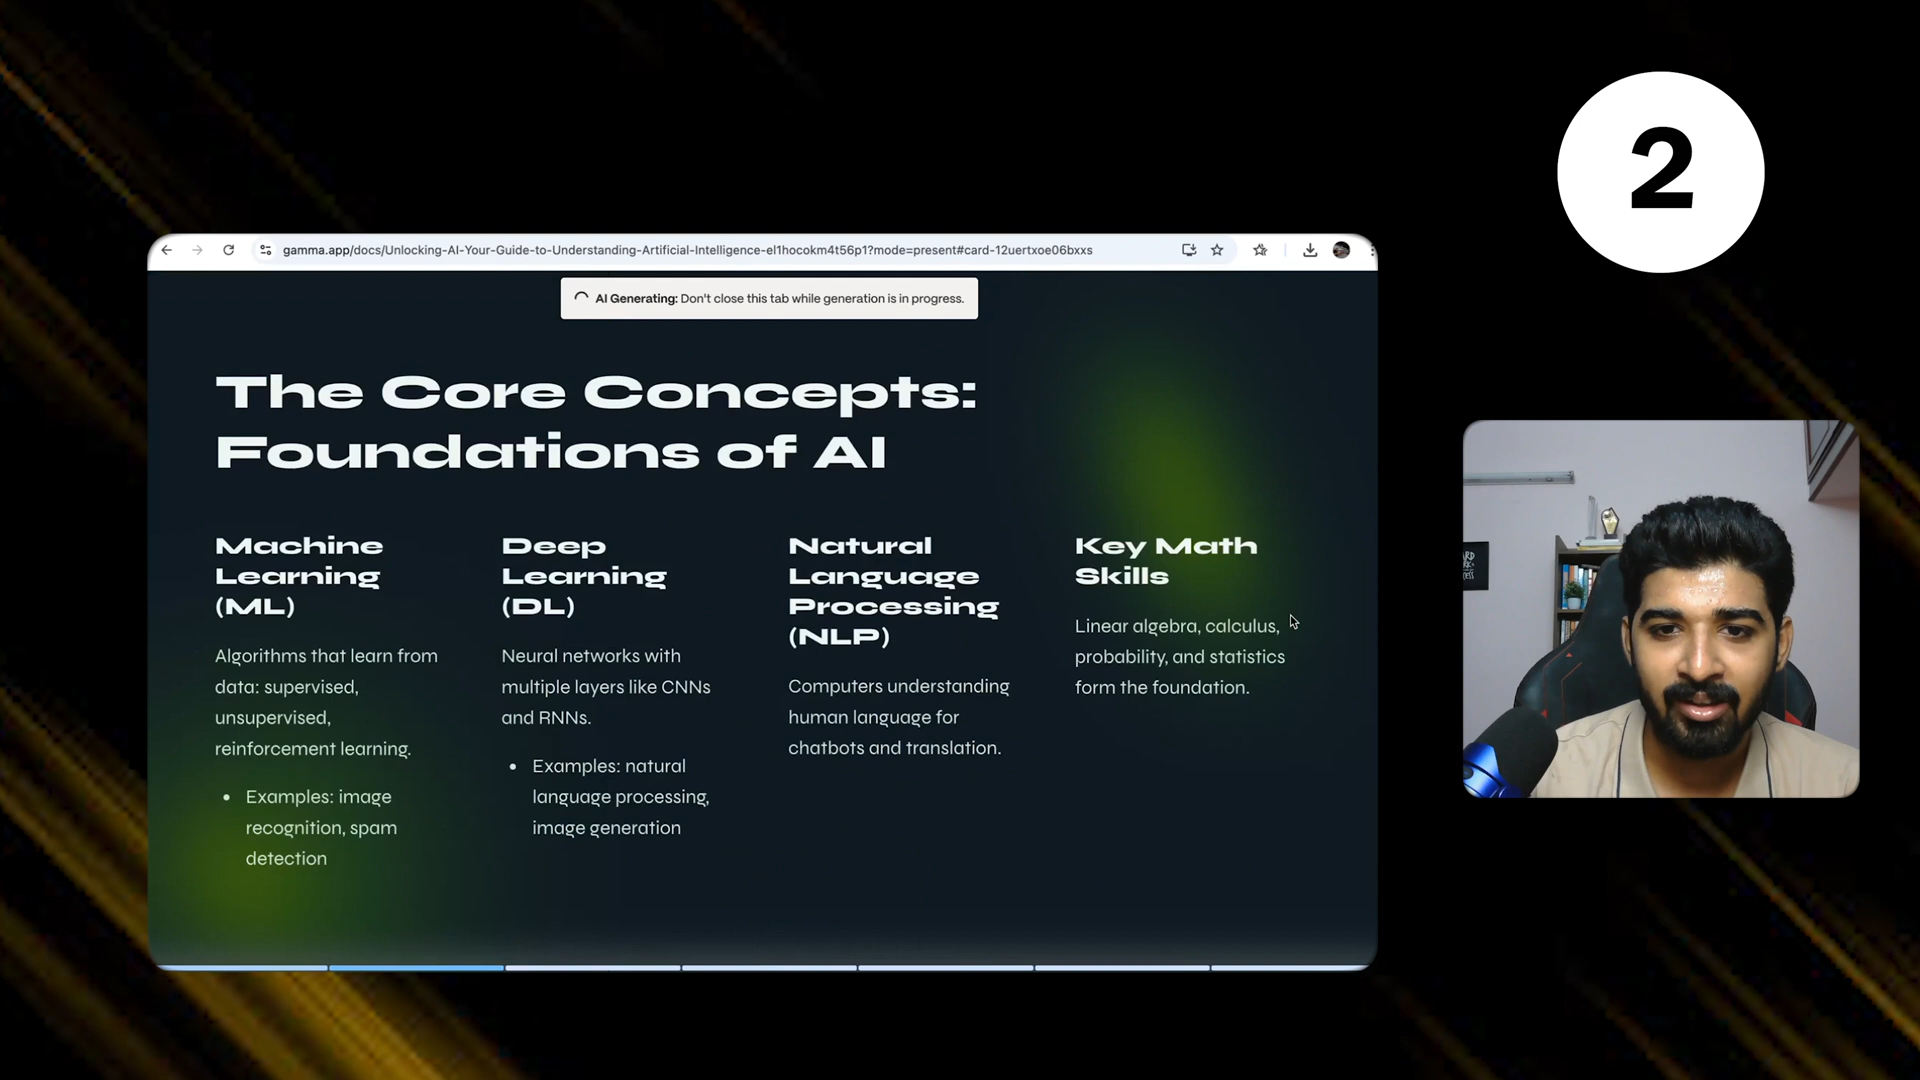 2
gamma.app/docs/Unlocking-AI-Your-Guide-to-Understanding-Artificial-Intelligence-el1hocokm4t56p1?mode=present#card-12uertxoe06bxxs
AI Generating: Don't close this tab while generation is in progress.
The Core Concepts:
Foundations of AI
Machine
Learning
(ML)
Algorithms that learn from
data: supervised,
unsupervised,
reinforcement learning.
• Examples: image
recognition, spam
detection
Deep
Learning
(DL)
Neural networks with
multiple layers like CNNs
and RNNs.
• Examples: natural
language processing,
image generation
Natural
Language
Processing
(NLP)
Computers understanding
human language for
chatbots and translation.
Key Math
Skills
Linear algebra, calculus,
probability, and statistics
form the foundation.